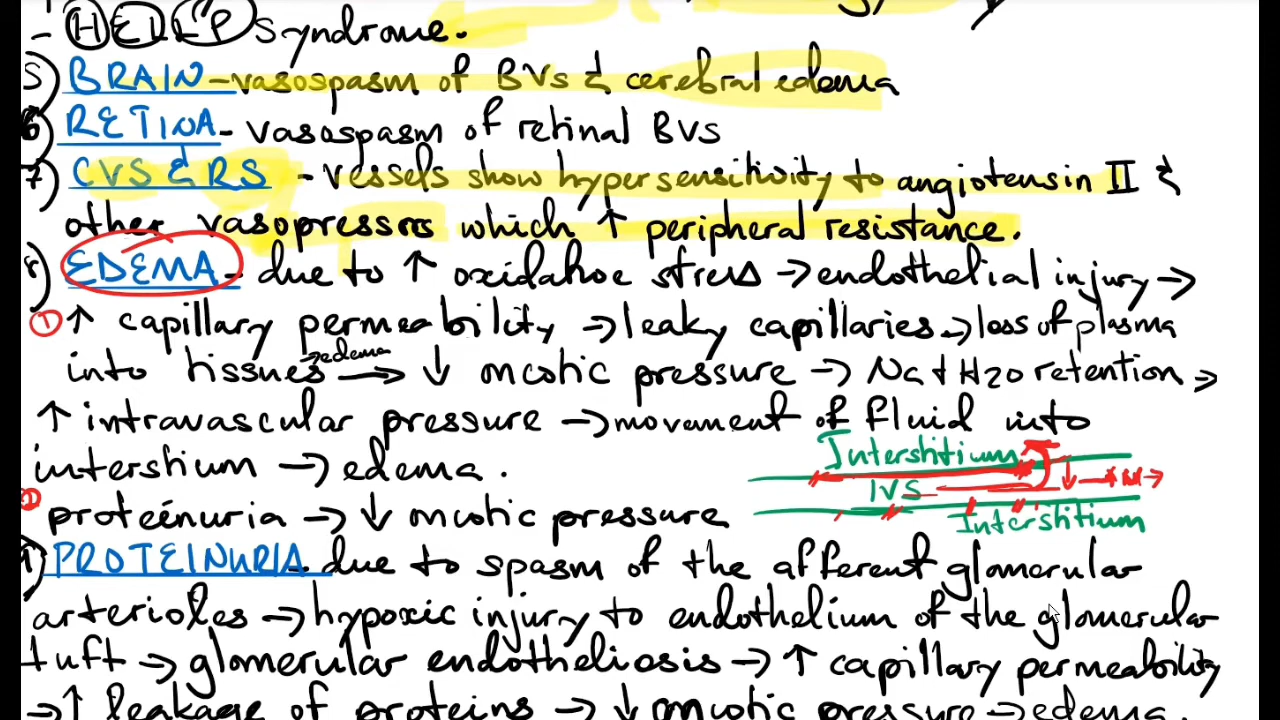 - HELLP Syndrome.
5) BRAIN - vasospasm of BVs & cerebral edema
6) RETINA - vasospasm of retinal BVs
7) CVS & RS - vessels show hypersensitivity to angiotensin II &
other vasopressors which ↑ peripheral resistance.
8) EDEMA - due to ↑ oxidative stress → endothelial injury →
① ↑ capillary permeability → leaky capillaries → loss of plasma
into tissues → edema → ↓ oncotic pressure → Na + H2O retention →
↑ intravascular pressure → movement of fluid into
interstium → edema.
Interstitium
IVS
Interstitium
② proteinuria → ↓ oncotic pressure
9) PROTEINURIA - due to spasm of the afferent glomerular
arterioles → hypoxic injury to endothelium of the glomerular
tuft → glomerular endotheliosis → ↑ capillary permeability
→ ↑ leakage of proteins → ↓ oncotic pressure → edema.